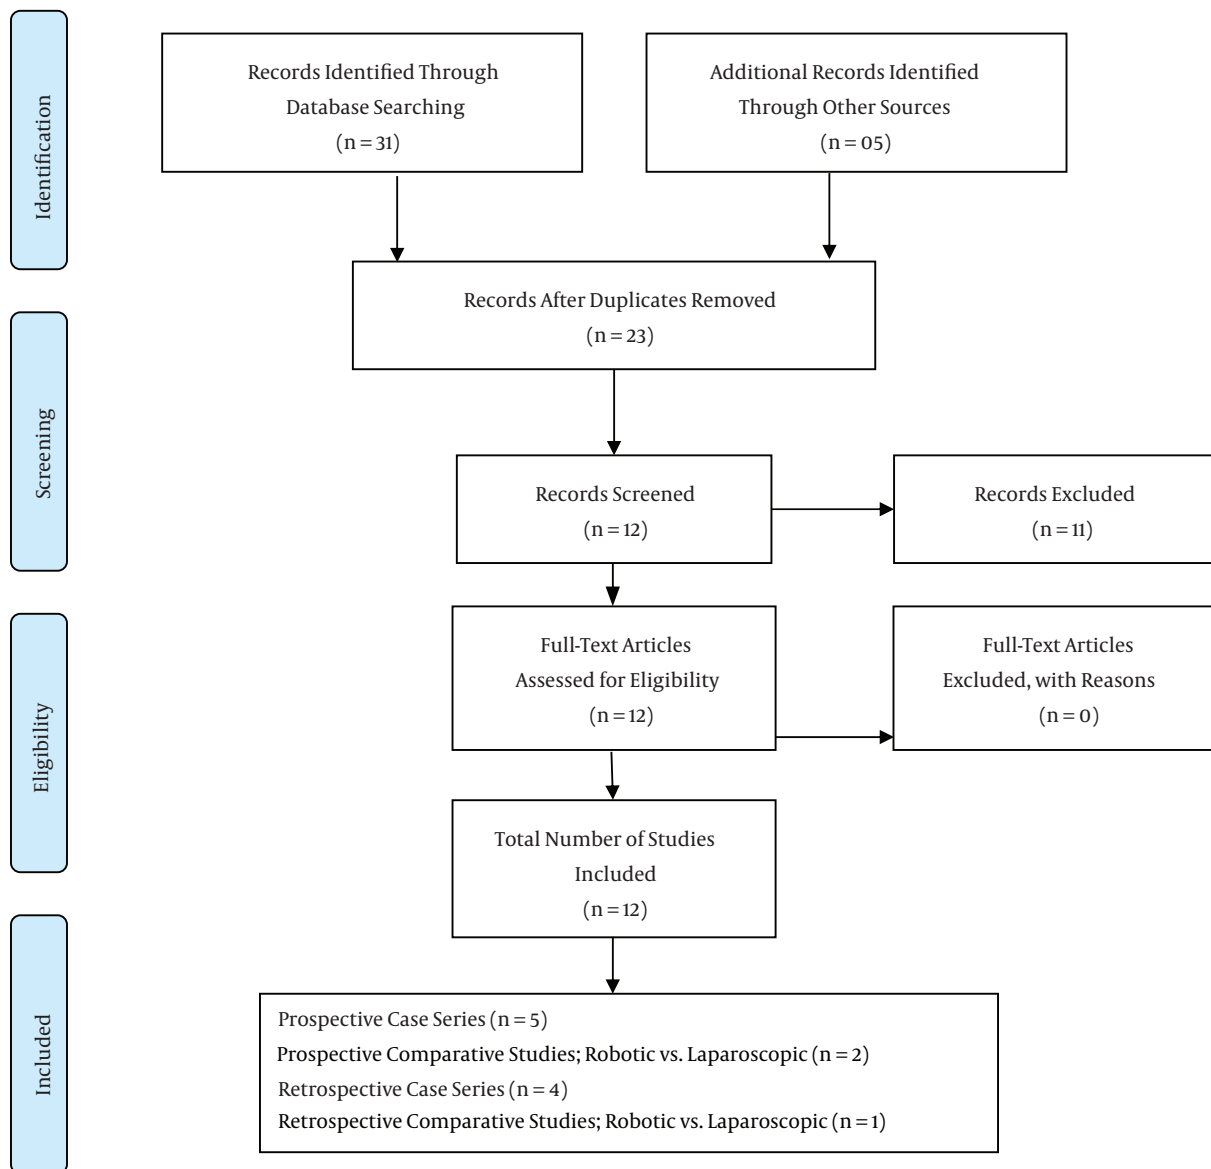 Identification
Records Identified Through
Database Searching
(n = 31)
Additional Records Identified
Through Other Sources
(n = 05)
Records After Duplicates Removed
(n = 23)
Screening
Records Screened
(n = 12)
Records Excluded
(n = 11)
Eligibility
Full-Text Articles
Assessed for Eligibility
(n = 12)
Full-Text Articles
Excluded, with Reasons
(n = 0)
Total Number of Studies
Included
(n = 12)
Included
Prospective Case Series (n = 5)
Prospective Comparative Studies; Robotic vs. Laparoscopic (n = 2)
Retrospective Case Series (n = 4)
Retrospective Comparative Studies; Robotic vs. Laparoscopic (n = 1)